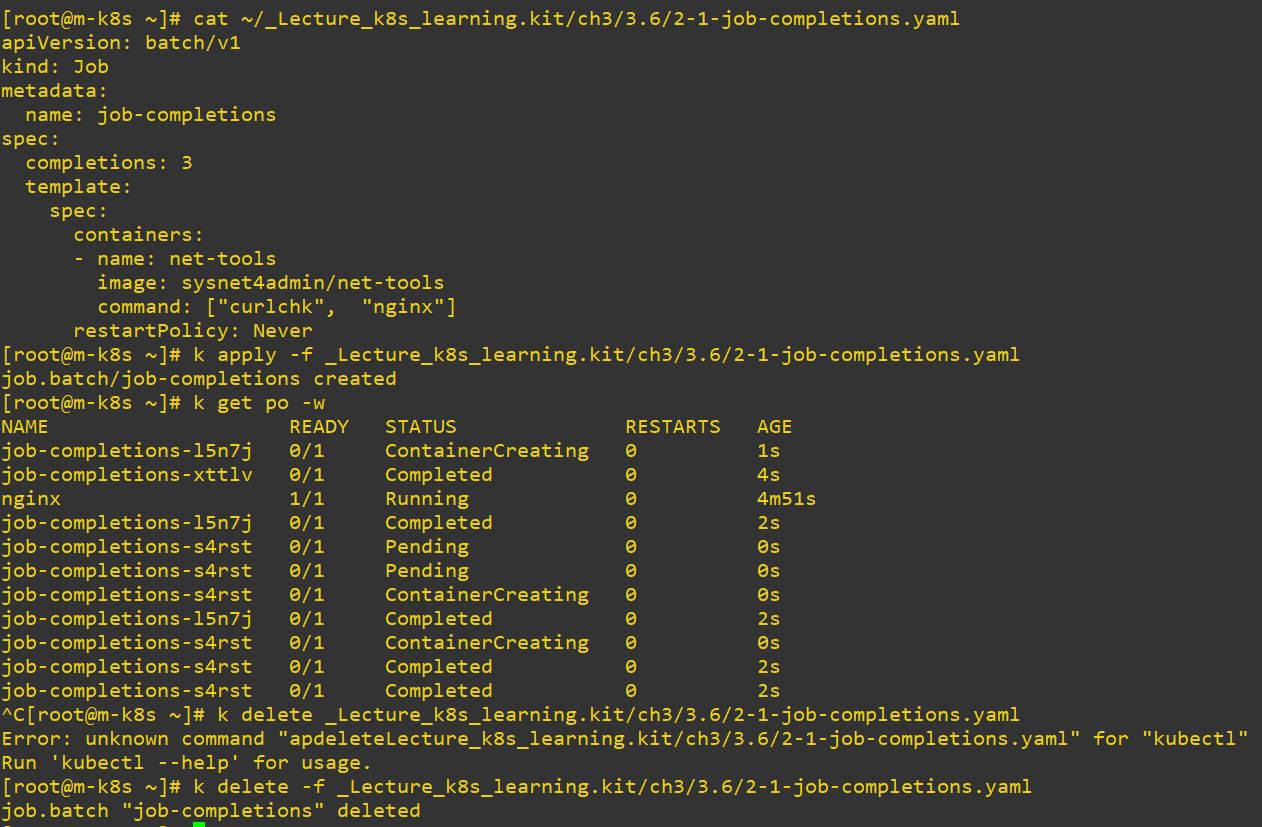 [root@m-k8s ~]# cat ~/_Lecture_k8s_learning.kit/ch3/3.6/2-1-job-completions.yaml
apiVersion: batch/v1
kind: Job
metadata:
  name: job-completions
spec:
  completions: 3
  template:
    spec:
      containers:
      - name: net-tools
        image: sysnet4admin/net-tools
        command: ["curlchk",  "nginx"]
      restartPolicy: Never
[root@m-k8s ~]# k apply -f _Lecture_k8s_learning.kit/ch3/3.6/2-1-job-completions.yaml
job.batch/job-completions created
[root@m-k8s ~]# k get po -w
NAME                    READY   STATUS              RESTARTS   AGE
job-completions-l5n7j   0/1     ContainerCreating   0          1s
job-completions-xttlv   0/1     Completed           0          4s
nginx                   1/1     Running             0          4m51s
job-completions-l5n7j   0/1     Completed           0          2s
job-completions-s4rst   0/1     Pending             0          0s
job-completions-s4rst   0/1     Pending             0          0s
job-completions-s4rst   0/1     ContainerCreating   0          0s
job-completions-l5n7j   0/1     Completed           0          2s
job-completions-s4rst   0/1     ContainerCreating   0          0s
job-completions-s4rst   0/1     Completed           0          2s
job-completions-s4rst   0/1     Completed           0          2s
^C[root@m-k8s ~]# k delete _Lecture_k8s_learning.kit/ch3/3.6/2-1-job-completions.yaml
Error: unknown command "apdeleteLecture_k8s_learning.kit/ch3/3.6/2-1-job-completions.yaml" for "kubectl"
Run 'kubectl --help' for usage.
[root@m-k8s ~]# k delete -f _Lecture_k8s_learning.kit/ch3/3.6/2-1-job-completions.yaml
job.batch "job-completions" deleted